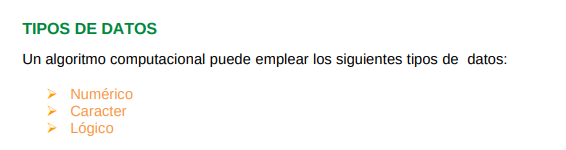 TIPOS DE DATOS
Un algoritmo computacional puede emplear los siguientes tipos de  datos:
➢ Numérico
➢ Caracter
➢ Lógico